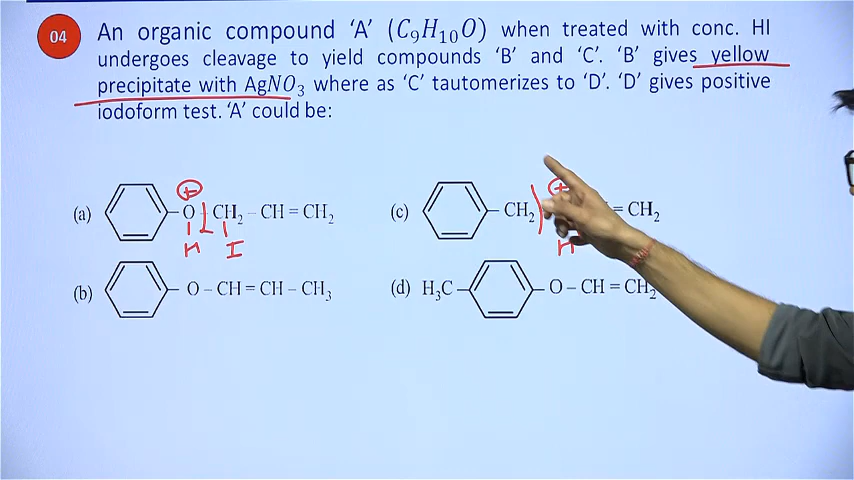 04
An organic compound ‘A’ (C₉H₁₀O) when treated with conc. HI
undergoes cleavage to yield compounds ‘B’ and ‘C’. ‘B’ gives yellow
precipitate with AgNO₃ where as ‘C’ tautomerizes to ‘D’. ‘D’ gives positive
iodoform test. ‘A’ could be:
(a) O – CH₂ – CH = CH₂
+
H I
(c) CH₂ = CH₂
+
H
(b) O – CH = CH – CH₃
(d) H₃C O – CH = CH₂